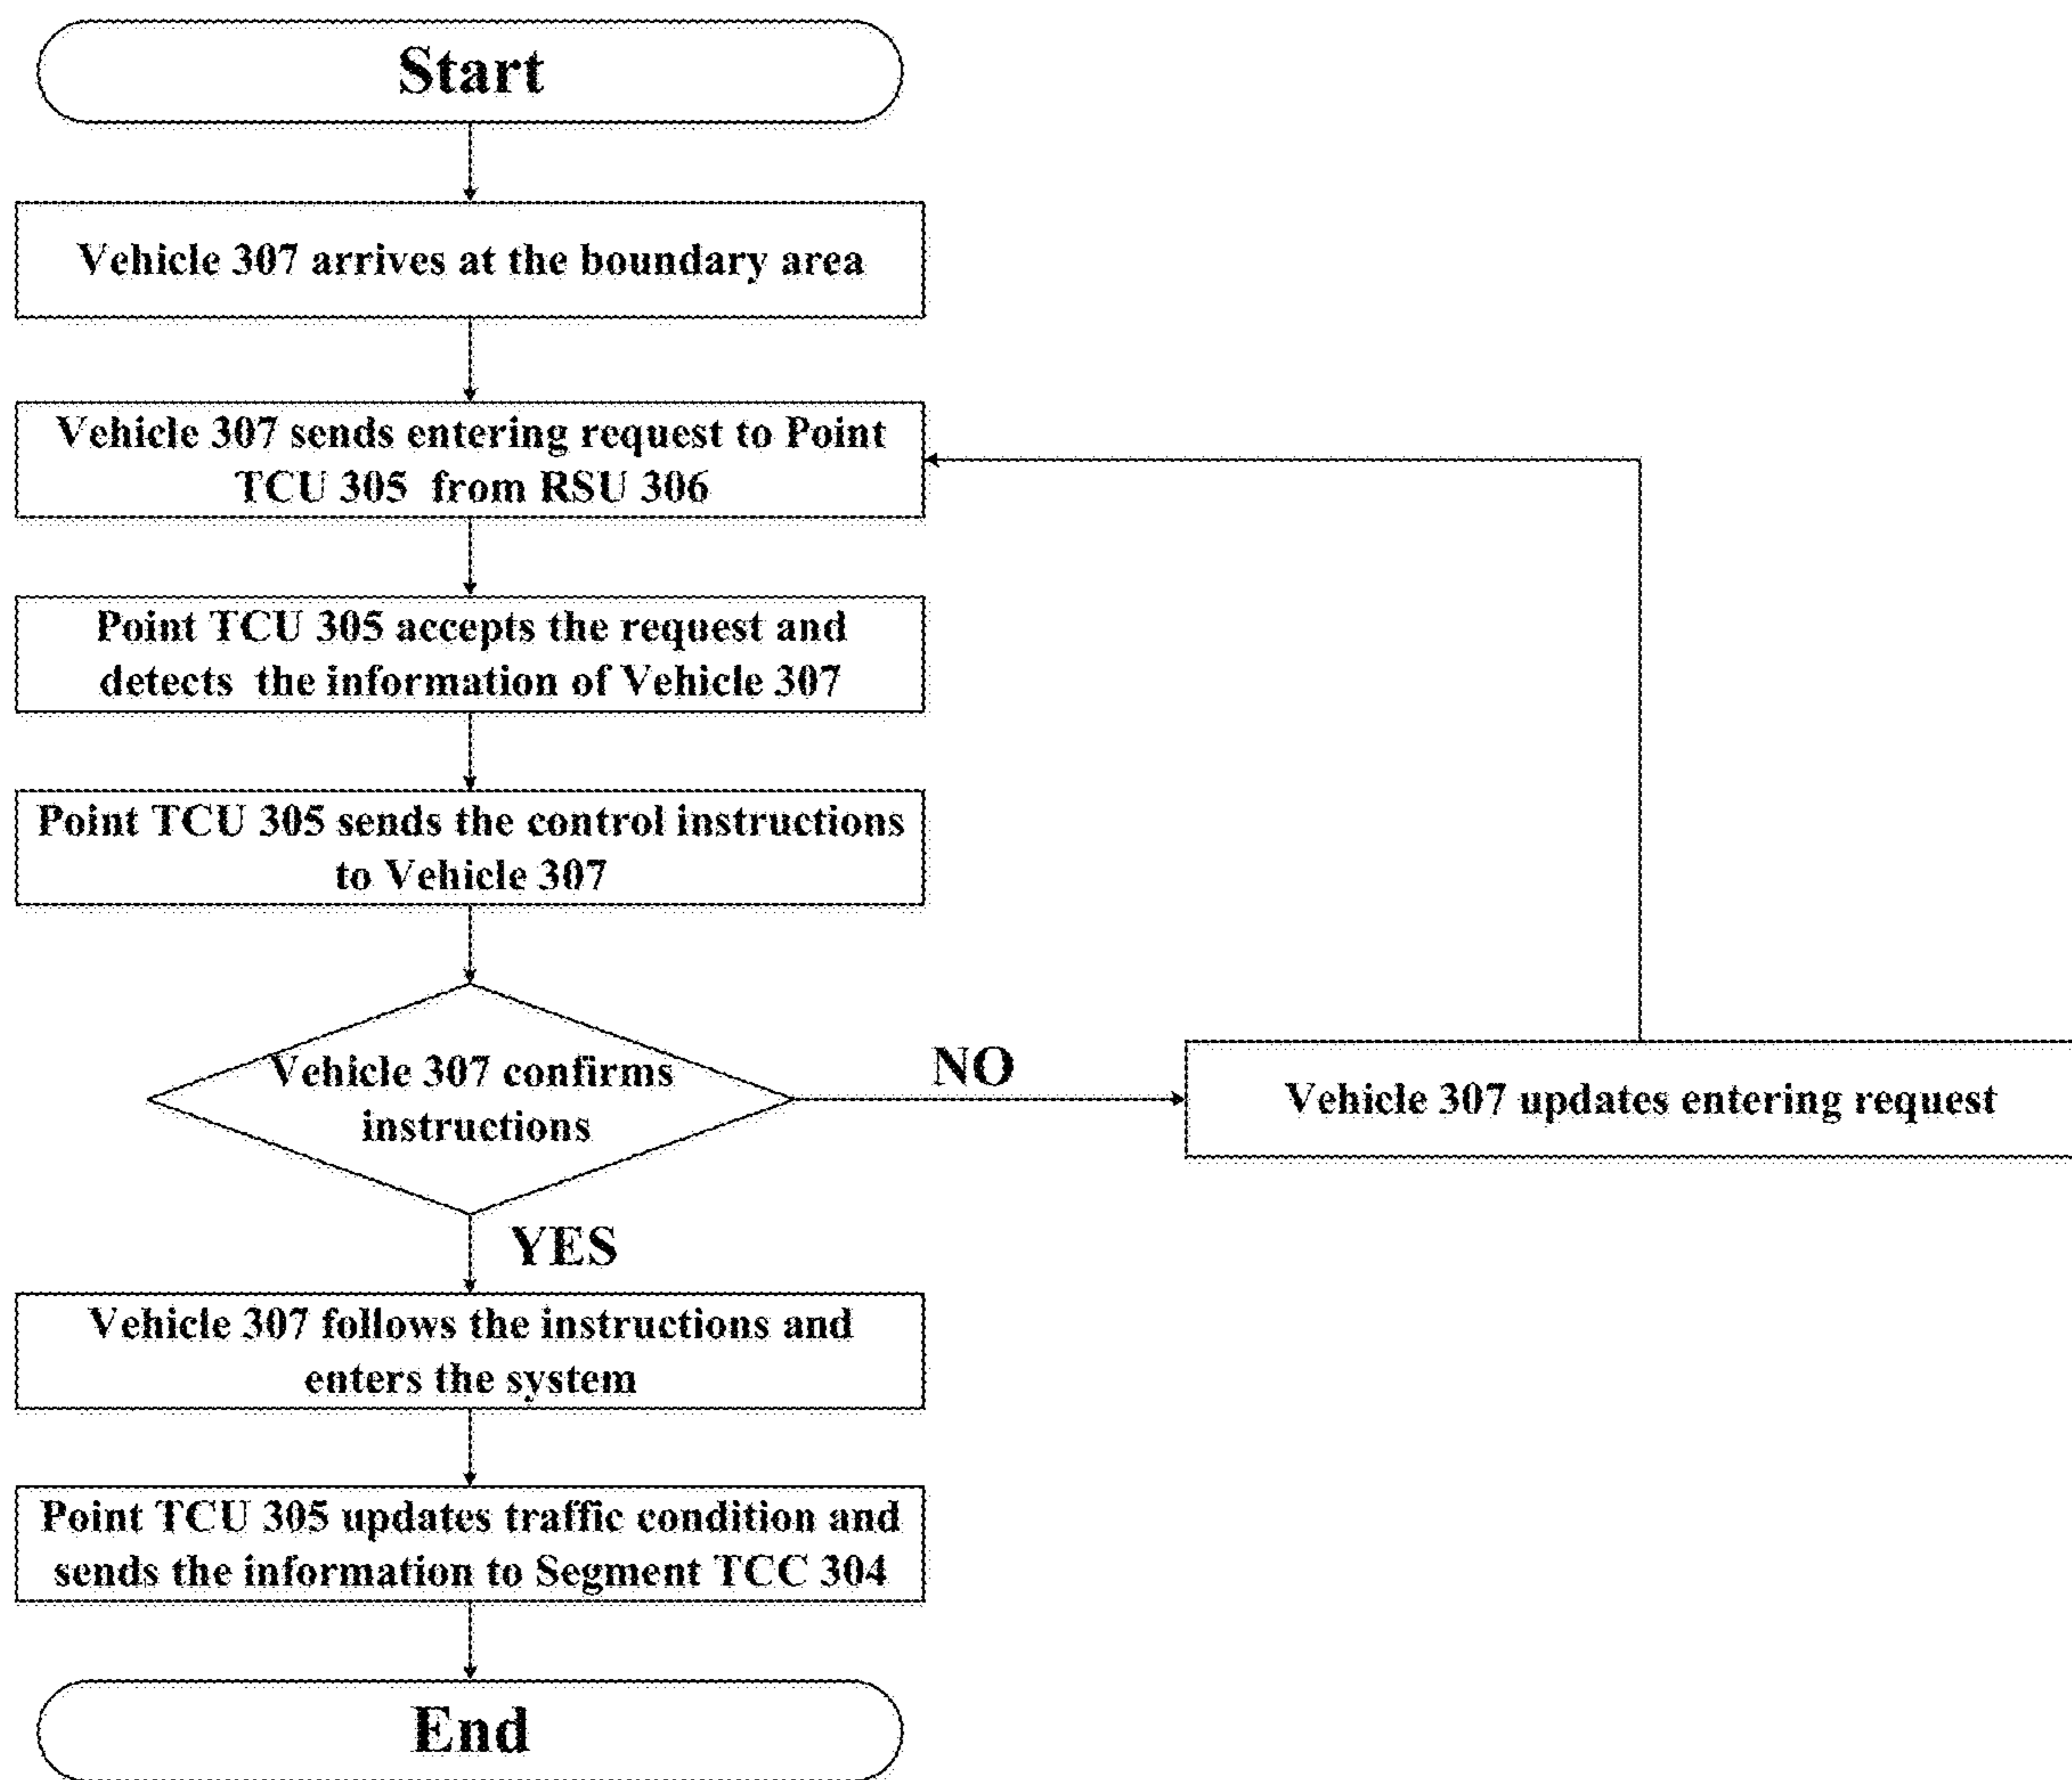 Start
Vehicle 307 arrives at the boundary area
Vehicle 307 sends entering request to Point
TCU 305 from RSU 306
Point TCU 305 accepts the request and
detects the information of Vehicle 307
Point TCU 305 sends the control instructions
to Vehicle 307
Vehicle 307 confirms
instructions
NO
Vehicle 307 updates entering request
YES
Vehicle 307 follows the instructions and
enters the system
Point TCU 305 updates traffic condition and
sends the information to Segment TCC 304
End